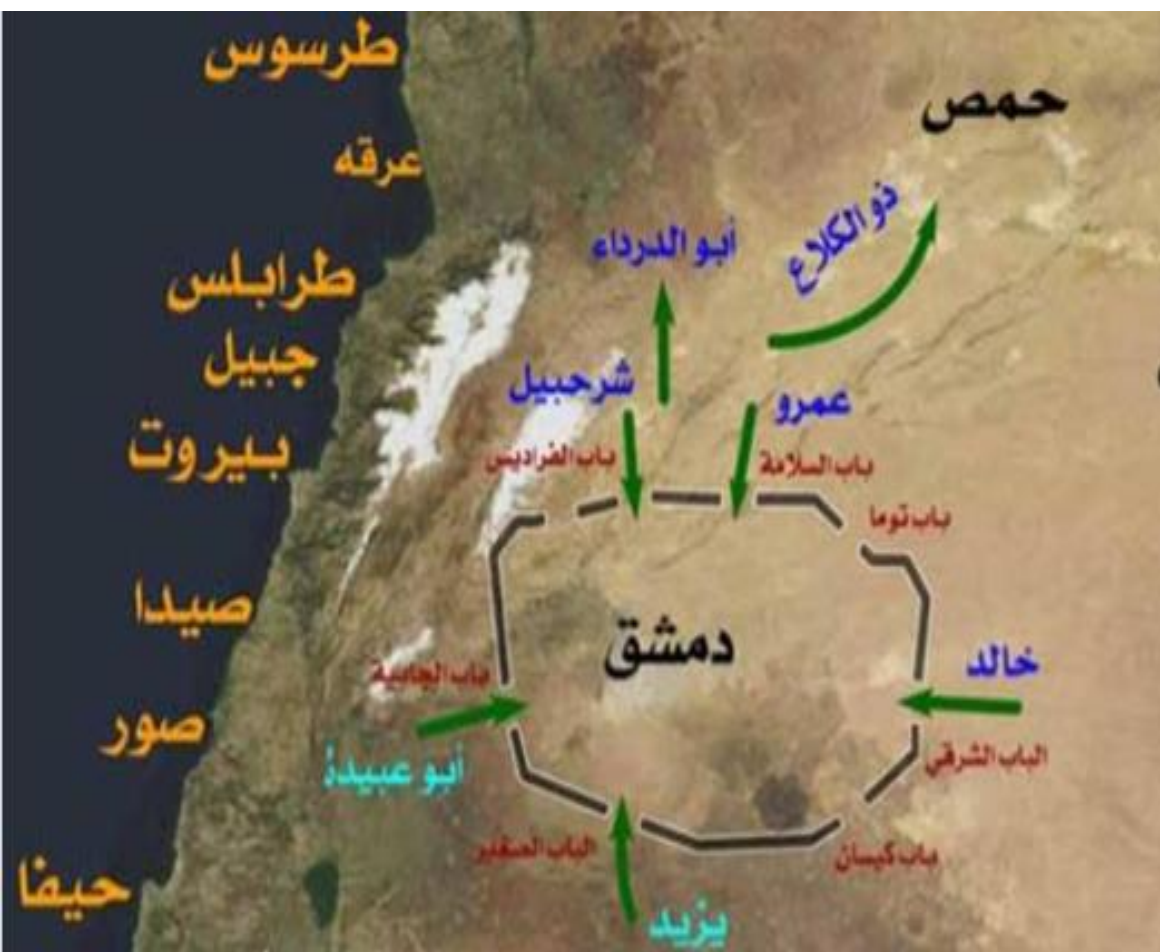 طرسوس
حمص
عرقه
ذو الكلاع
أبو الدرداء
طرابلس
جبيل
شرحبيل
عمرو
بيروت
باب الفراديس
باب السلامة
باب توما
صيدا
دمشق
خالد
باب الجابية
صور
الباب الشرقي
أبو عبيدة
الباب الصغير
باب كيسان
حيفا
يزيد